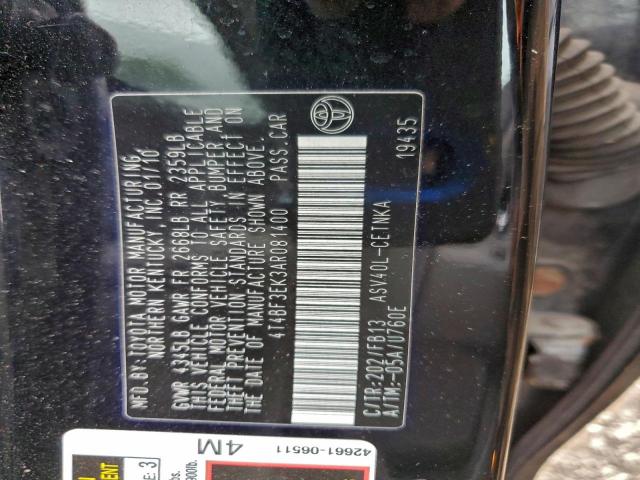 MFD.BY:TOYOTA MOTOR MANUFACTURING,
NORTHERN KENTUCKY, INC. 01/10
GVWR 4345LB GAWR FR 2668LB RR 2359LB
THIS VEHICLE CONFORMS TO ALL APPLICABLE
FEDERAL MOTOR VEHICLE SAFETY, BUMPER AND
THEFT PREVENTION STANDARDS IN EFFECT ON
THE DATE OF MANUFACTURE SHOWN ABOVE.
4T4BF3EK3AR081400 PASS.CAR
C/TR:202/FB13 ASV40L-CETNKA
A/TM:-05A/U760E 19435
42661-06511
4M
E: 3